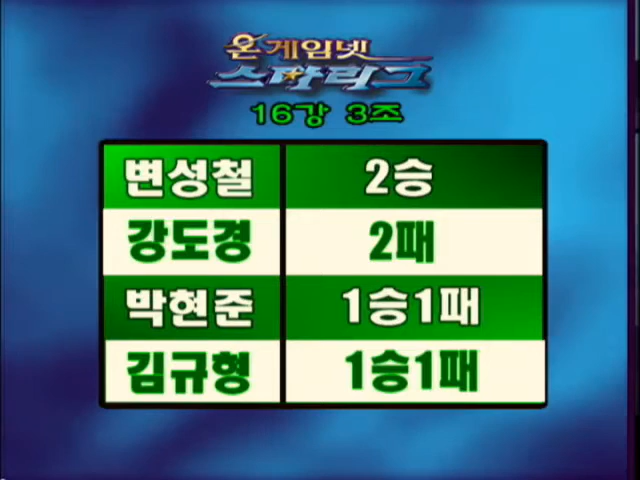 온게임넷
스타리그
16강 3조
변성철 2승
강도경 2패
박현준 1승1패
김규형 1승1패